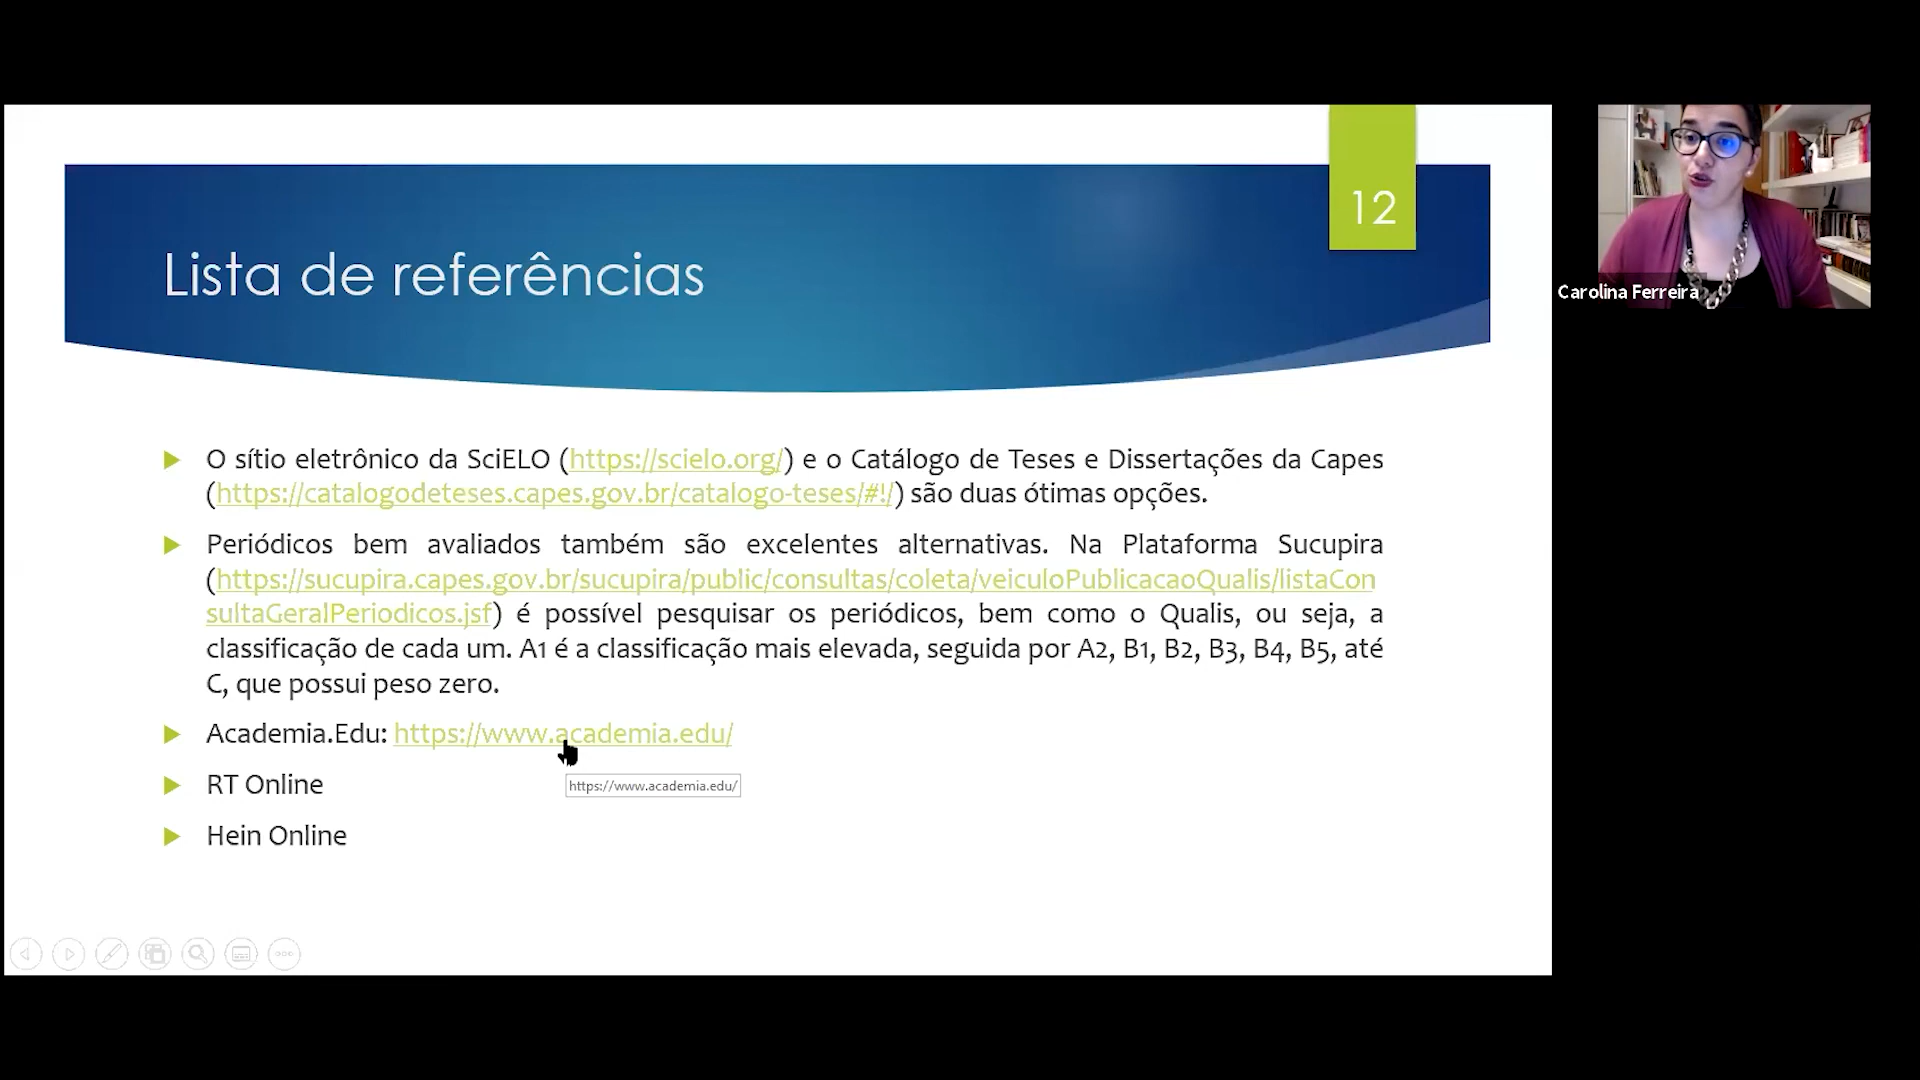 12
Lista de referências
O sítio eletrônico da SciELO (https://scielo.org/) e o Catálogo de Teses e Dissertações da Capes
(https://catalogodeteses.capes.gov.br/catalogo-teses/#!/) são duas ótimas opções.
Periódicos bem avaliados também são excelentes alternativas. Na Plataforma Sucupira
(https://sucupira.capes.gov.br/sucupira/public/consultas/coleta/veiculoPublicacaoQualis/listaCon
sultaGeralPeriodicos.jsf) é possível pesquisar os periódicos, bem como o Qualis, ou seja, a
classificação de cada um. A1 é a classificação mais elevada, seguida por A2, B1, B2, B3, B4, B5, até
C, que possui peso zero.
Academia.Edu: https://www.academia.edu/
https://www.academia.edu/
RT Online
Hein Online
Carolina Ferreira